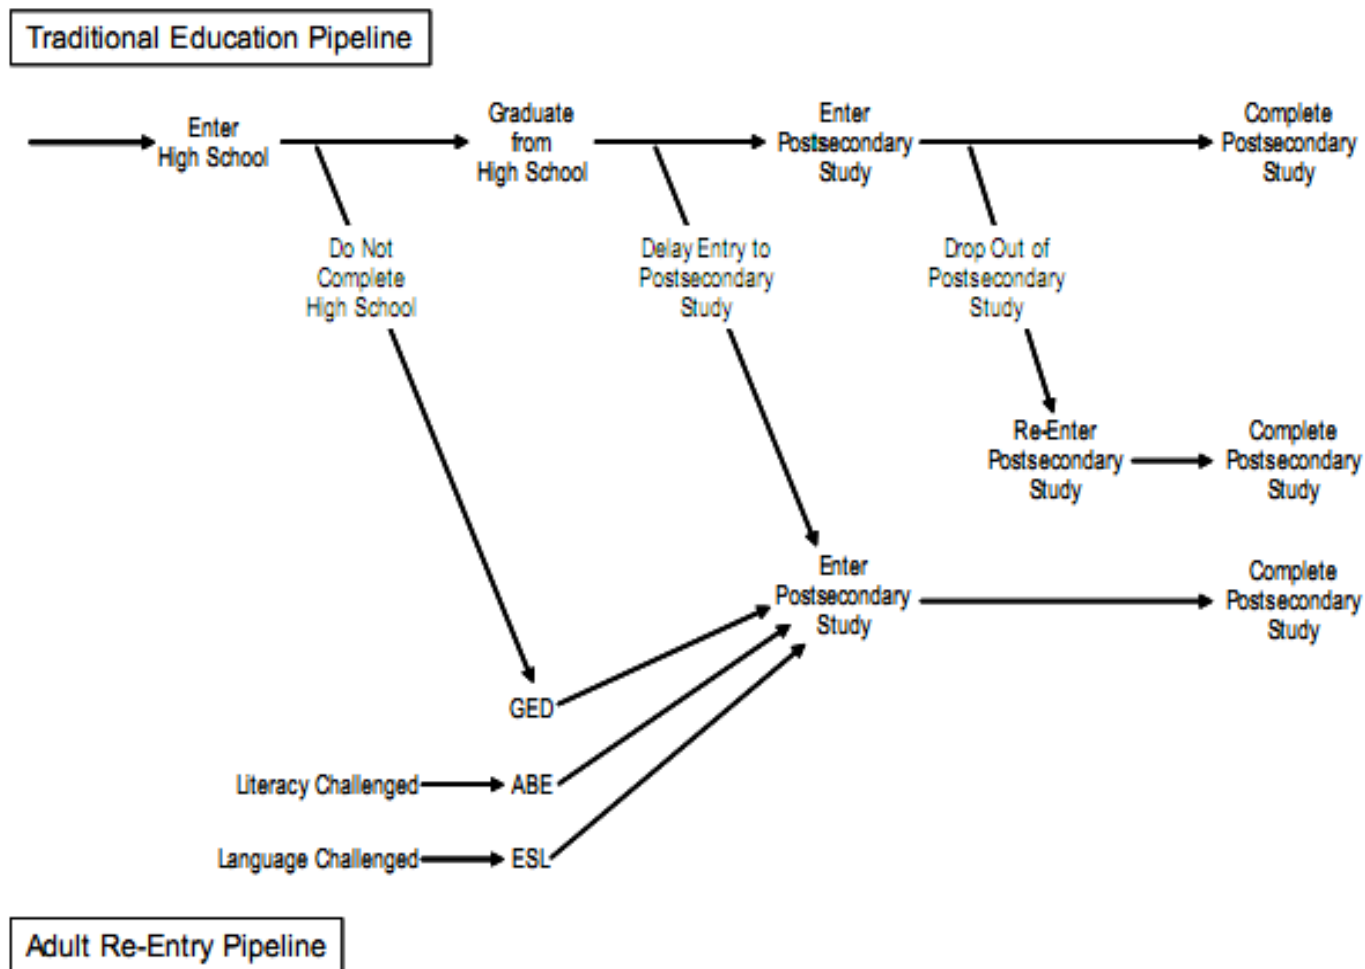 Traditional Education Pipeline
Enter
High School
Graduate
from
High School
Enter
Postsecondary
Study
Complete
Postsecondary
Study
Do Not
Complete
High School
Delay Entry to
Postsecondary
Study
Drop Out of
Postsecondary
Study
Re-Enter
Postsecondary
Study
Complete
Postsecondary
Study
Enter
Postsecondary
Study
Complete
Postsecondary
Study
GED
Literacy Challenged
ABE
Language Challenged
ESL
Adult Re-Entry Pipeline